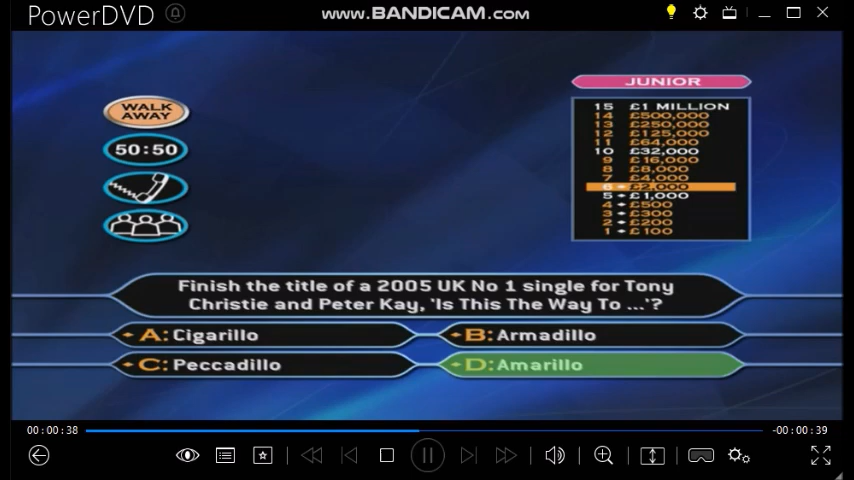 PowerDVD
www.BANDICAM.com
WALK
AWAY
50:50
JUNIOR
15 £1 MILLION
14 £500,000
13 £250,000
12 £125,000
11 £64,000
10 £32,000
9 £16,000
8 £8,000
7 £4,000
6 £2,000
5 £1,000
4 £500
3 £300
2 £200
1 £100
Finish the title of a 2005 UK No 1 single for Tony
Christie and Peter Kay, 'Is This The Way To ...'?
A: Cigarillo
B: Armadillo
C: Peccadillo
D: Amarillo
00:00:38
-00:00:39